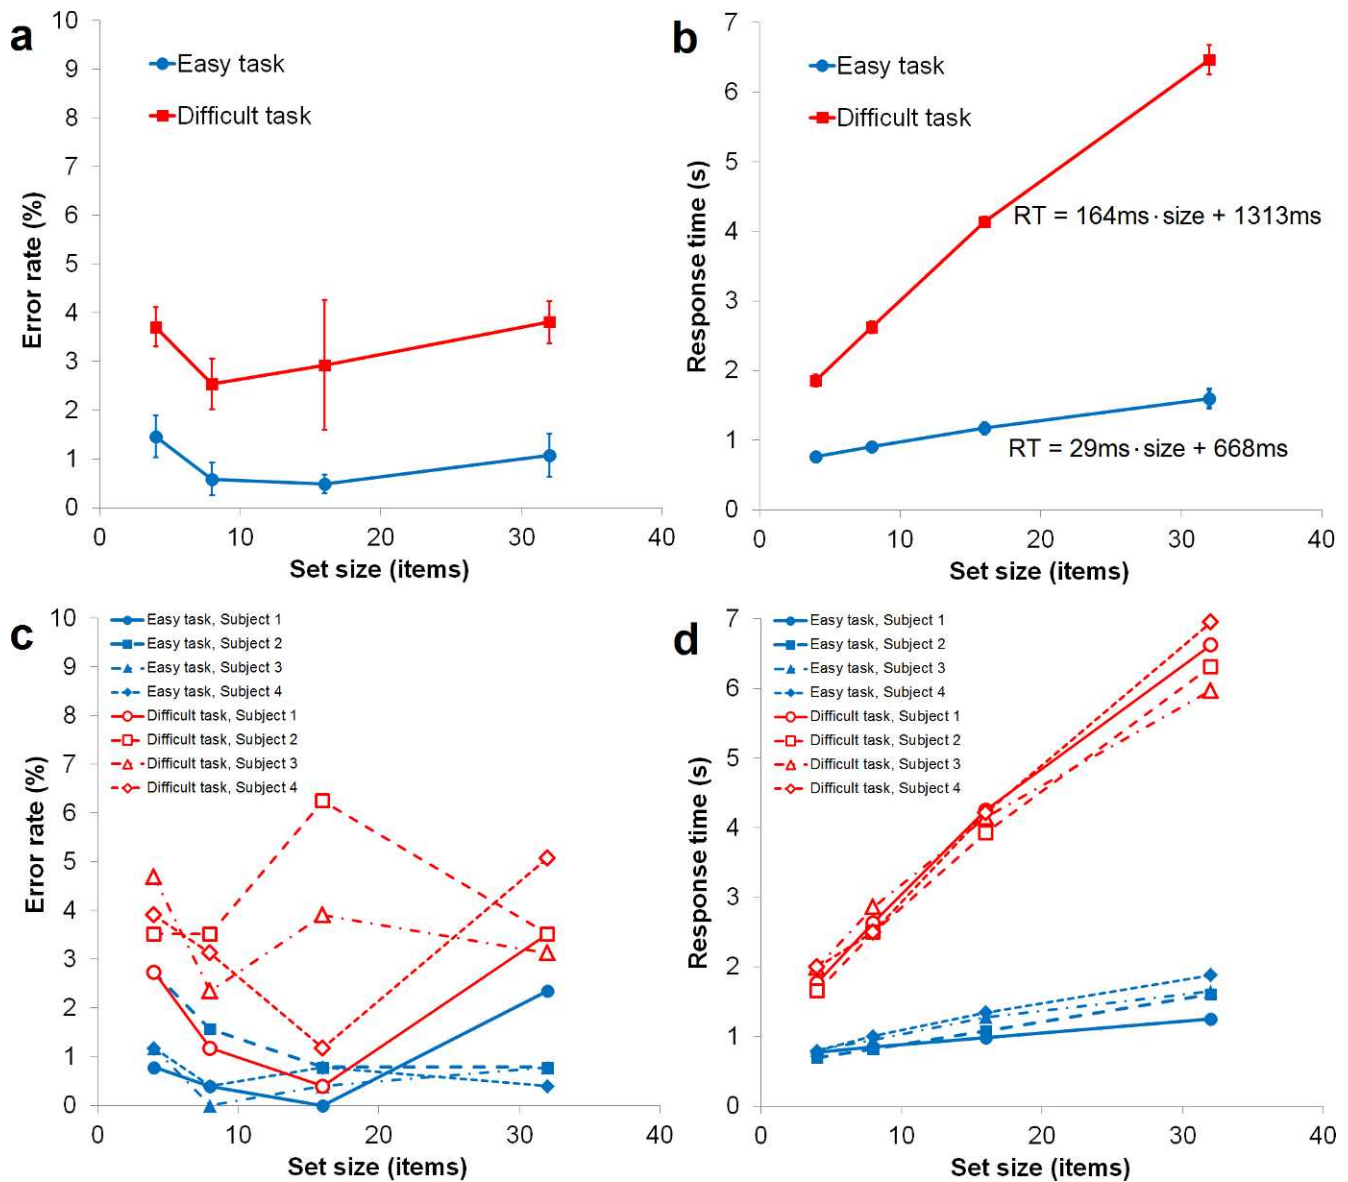 a
10
9
8
7
6
5
4
3
2
1
0
Error rate (%)
Easy task
Difficult task
0 10 20 30 40
Set size (items)
b
7
6
5
4
3
2
1
0
Response time (s)
Easy task
Difficult task
RT = 164ms·size + 1313ms
RT = 29ms·size + 668ms
0 10 20 30 40
Set size (items)
c
10
9
8
7
6
5
4
3
2
1
0
Error rate (%)
Easy task, Subject 1
Easy task, Subject 2
Easy task, Subject 3
Easy task, Subject 4
Difficult task, Subject 1
Difficult task, Subject 2
Difficult task, Subject 3
Difficult task, Subject 4
0 10 20 30 40
Set size (items)
d
7
6
5
4
3
2
1
0
Response time (s)
Easy task, Subject 1
Easy task, Subject 2
Easy task, Subject 3
Easy task, Subject 4
Difficult task, Subject 1
Difficult task, Subject 2
Difficult task, Subject 3
Difficult task, Subject 4
0 10 20 30 40
Set size (items)